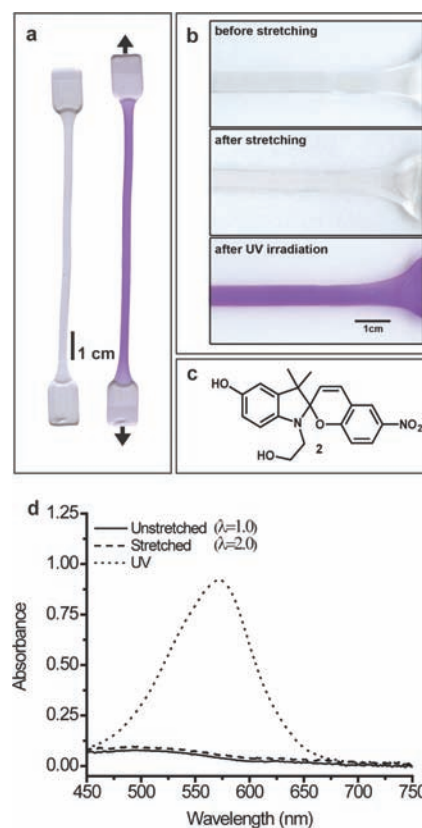 a
1 cm
b
before stretching
after stretching
after UV irradiation
1cm
c
HO
N
O
NO₂
HO
2
d
Unstretched (λ=1.0)
Stretched (λ=2.0)
UV
Absorbance
1.25
1.00
0.75
0.50
0.25
0.00
450 500 550 600 650 700 750
Wavelength (nm)